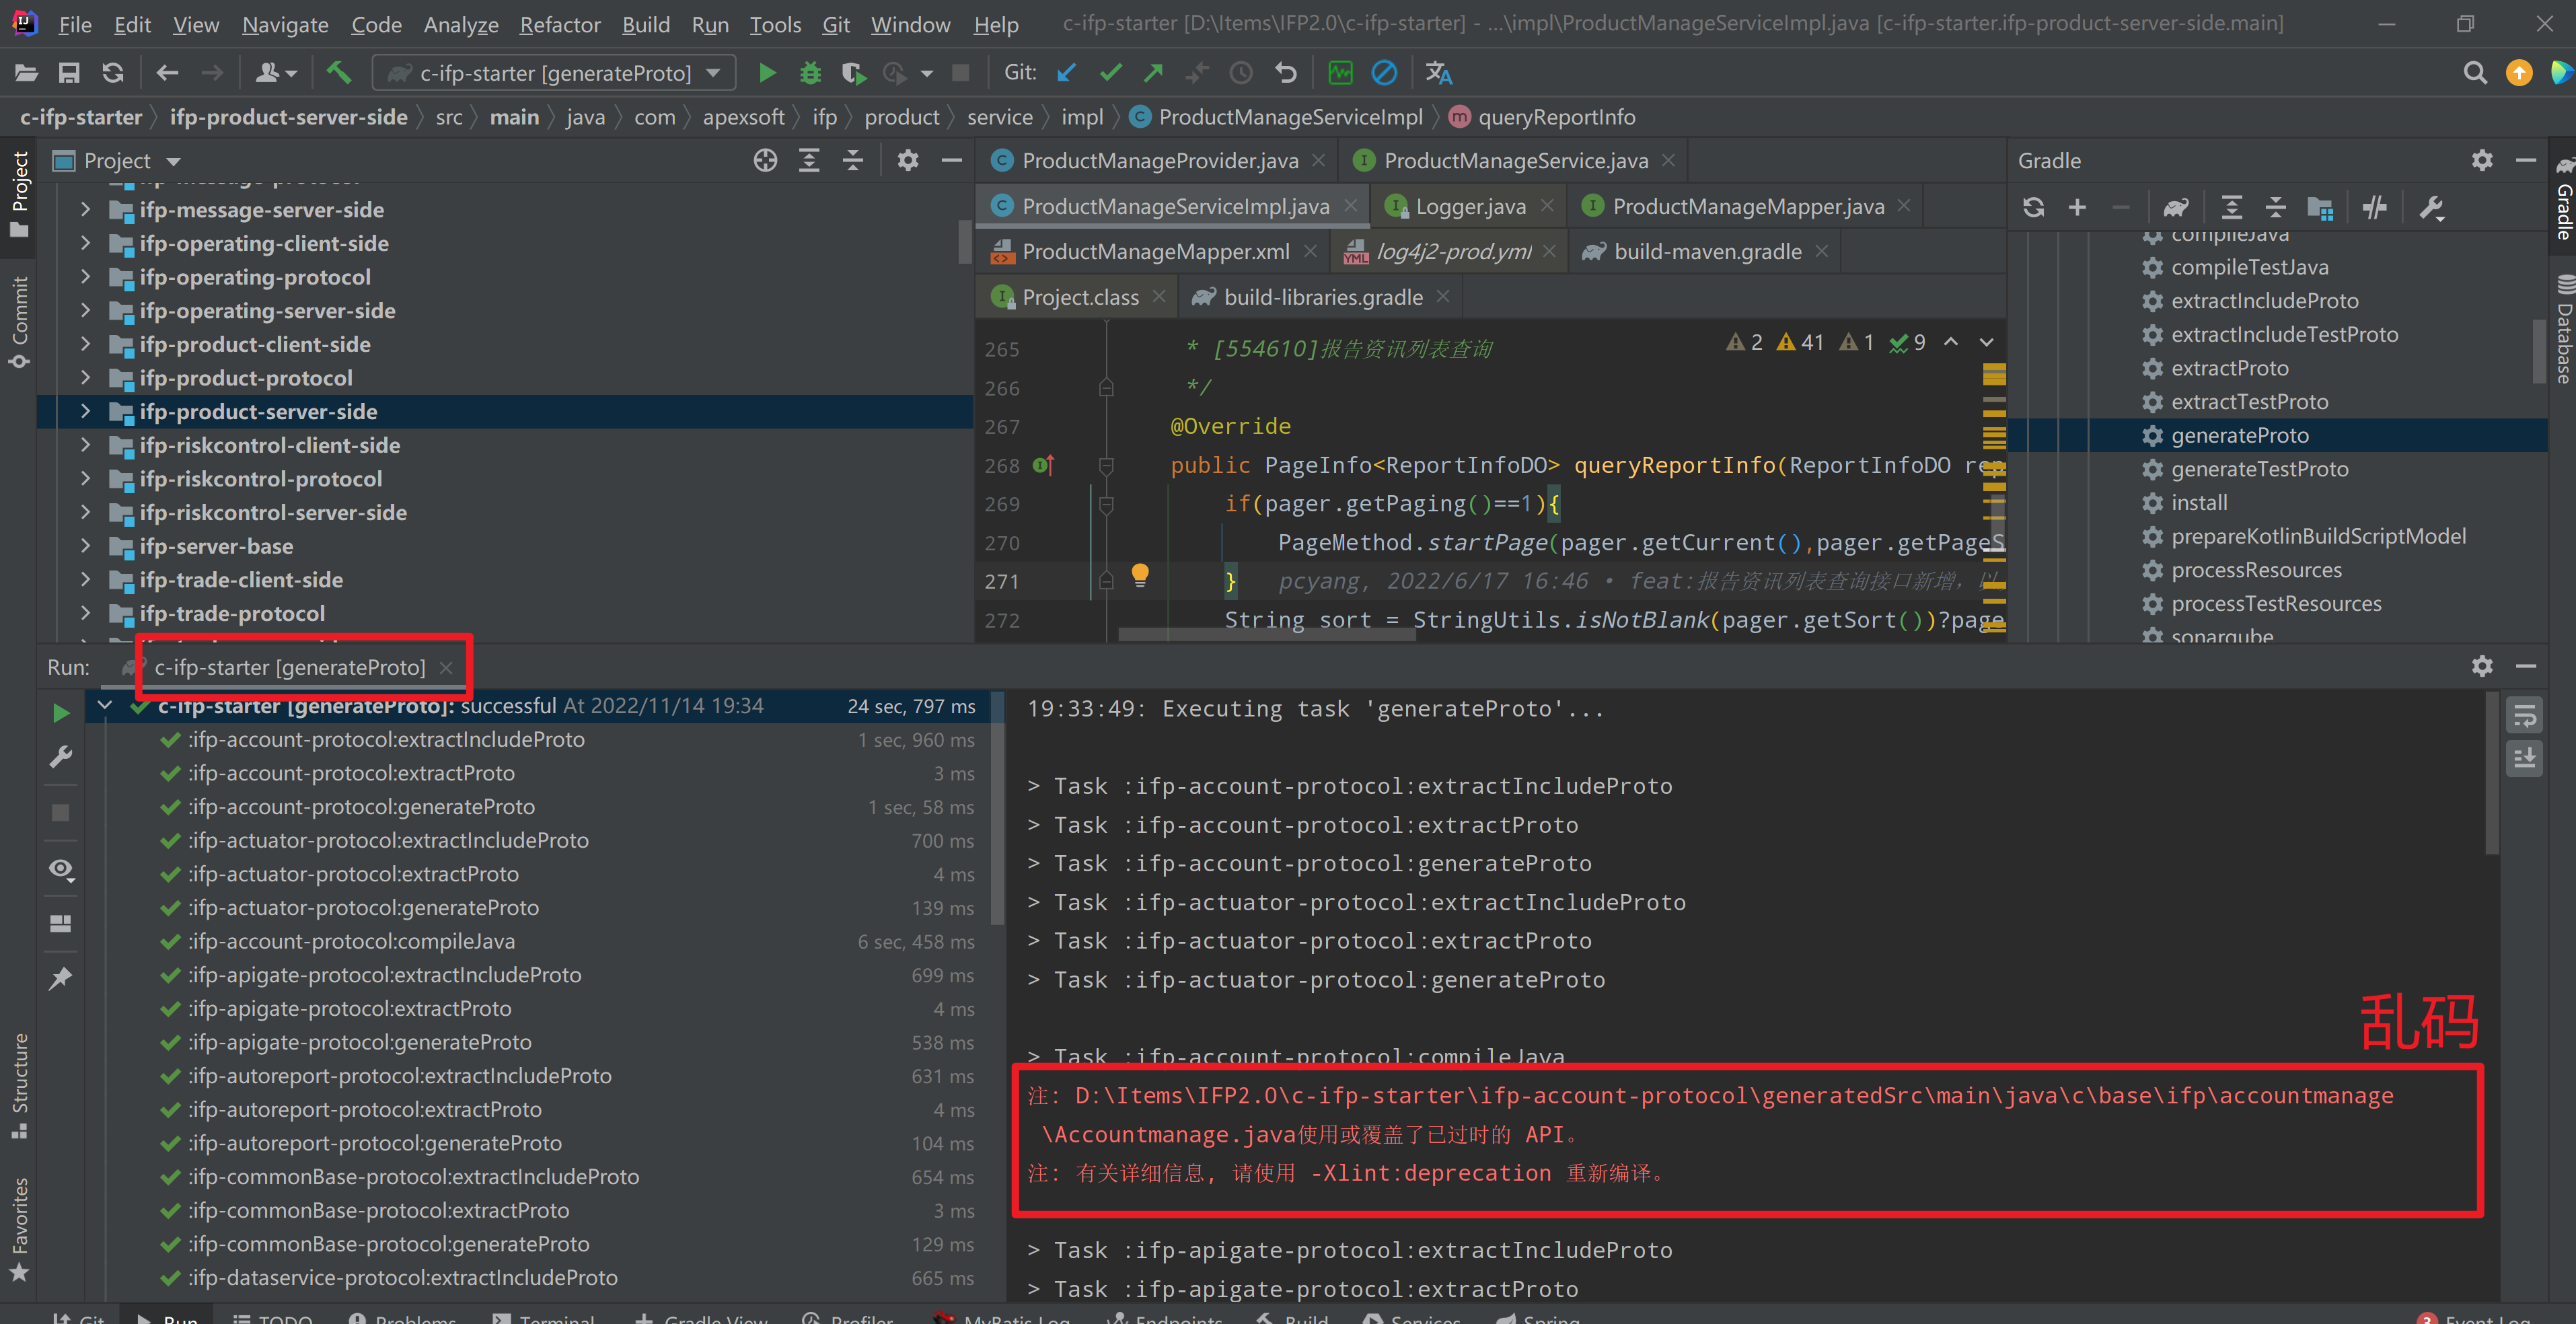 File Edit View Navigate Code Analyze Refactor Build Run Tools Git Window Help c-ifp-starter [D:\Items\IFP2.0\c-ifp-starter] - ...\impl\ProductManageServiceImpl.java [c-ifp-starter.ifp-product-server-side.main]
c-ifp-starter [generateProto] Git:
c-ifp-starter ifp-product-server-side src main java com apexsoft ifp product service impl ProductManageServiceImpl queryReportInfo
Project
Commit
Structure
Favorites
Project
ifp-message-protocol
ifp-message-server-side
ifp-operating-client-side
ifp-operating-protocol
ifp-operating-server-side
ifp-product-client-side
ifp-product-protocol
ifp-product-server-side
ifp-riskcontrol-client-side
ifp-riskcontrol-protocol
ifp-riskcontrol-server-side
ifp-server-base
ifp-trade-client-side
ifp-trade-protocol
ProductManageProvider.java ProductManageService.java
ProductManageServiceImpl.java Logger.java ProductManageMapper.java
ProductManageMapper.xml log4j2-prod.yml build-maven.gradle
Project.class build-libraries.gradle
2 41 1 9
265 * [554610]报告资讯列表查询
266 */
267 @Override
268 public PageInfo<ReportInfoDO> queryReportInfo(ReportInfoDO rep
269 if(pager.getPaging()==1){
270 PageMethod.startPage(pager.getCurrent(),pager.getPageS
271 } pcyang, 2022/6/17 16:46 • feat:报告资讯列表查询接口新增，以
272 String sort = StringUtils.isNotBlank(pager.getSort())?page
Gradle
compileJava
compileTestJava
extractIncludeProto
extractIncludeTestProto
extractProto
extractTestProto
generateProto
generateTestProto
install
prepareKotlinBuildScriptModel
processResources
processTestResources
sonarqube
Gradle
Database
Run: c-ifp-starter [generateProto]
c-ifp-starter [generateProto]: successful At 2022/11/14 19:34 24 sec, 797 ms
:ifp-account-protocol:extractIncludeProto 1 sec, 960 ms
:ifp-account-protocol:extractProto 3 ms
:ifp-account-protocol:generateProto 1 sec, 58 ms
:ifp-actuator-protocol:extractIncludeProto 700 ms
:ifp-actuator-protocol:extractProto 4 ms
:ifp-actuator-protocol:generateProto 139 ms
:ifp-account-protocol:compileJava 6 sec, 458 ms
:ifp-apigate-protocol:extractIncludeProto 699 ms
:ifp-apigate-protocol:extractProto 4 ms
:ifp-apigate-protocol:generateProto 538 ms
:ifp-autoreport-protocol:extractIncludeProto 631 ms
:ifp-autoreport-protocol:extractProto 4 ms
:ifp-autoreport-protocol:generateProto 104 ms
:ifp-commonBase-protocol:extractIncludeProto 654 ms
:ifp-commonBase-protocol:extractProto 3 ms
:ifp-commonBase-protocol:generateProto 129 ms
:ifp-dataservice-protocol:extractIncludeProto 665 ms
19:33:49: Executing task 'generateProto'...
> Task :ifp-account-protocol:extractIncludeProto
> Task :ifp-account-protocol:extractProto
> Task :ifp-account-protocol:generateProto
> Task :ifp-actuator-protocol:extractIncludeProto
> Task :ifp-actuator-protocol:extractProto
> Task :ifp-actuator-protocol:generateProto
乱码
> Task :ifp-account-protocol:compileJava
注: D:\Items\IFP2.0\c-ifp-starter\ifp-account-protocol\generatedSrc\main\java\c\base\ifp\accountmanage
\Accountmanage.java使用或覆盖了已过时的 API。
注: 有关详细信息, 请使用 -Xlint:deprecation 重新编译。
> Task :ifp-apigate-protocol:extractIncludeProto
> Task :ifp-apigate-protocol:extractProto
Git Run TODO Problems Terminal Gradle View Profiler MyBatis Log Endpoints Build Services Spring 3 Event Log